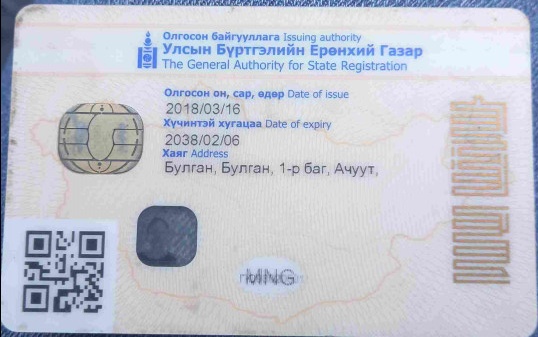 Олгосон байгууллага Issuing authority
Улсын Бүртгэлийн Ерөнхий Газар
The General Authority for State Registration
Олгосон он, сар, өдөр Date of issue
2018/03/16
Хүчинтэй хугацаа Date of expiry
2038/02/06
Хаяг Address
Булган, Булган, 1-р баг, Ачуут,
MNG